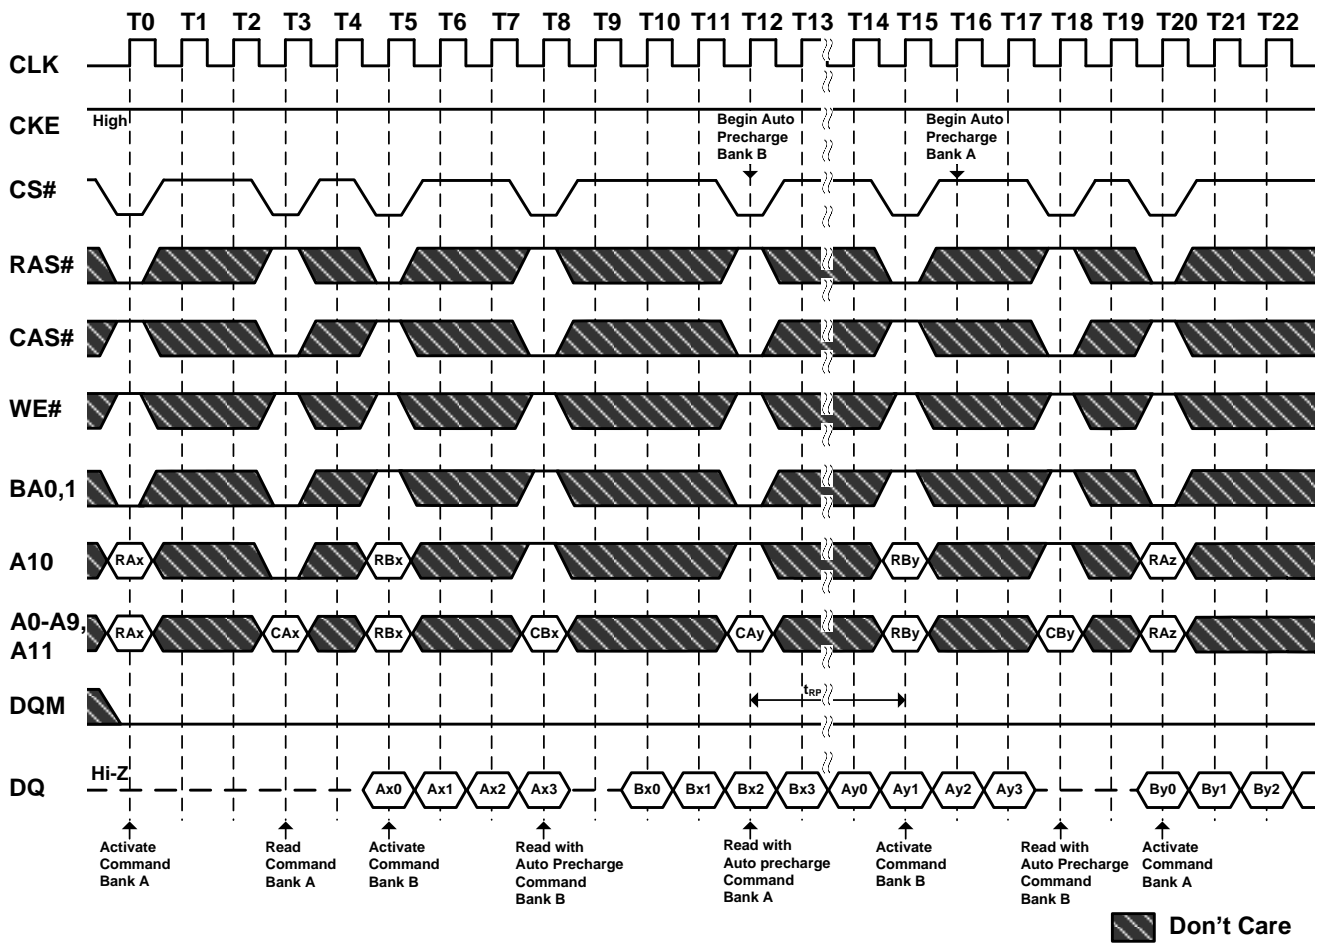 T0 T1 T2 T3 T4 T5 T6 T7 T8 T9 T10 T11 T12 T13 T14 T15 T16 T17 T18 T19 T20 T21 T22
CLK
CKE
High
Begin Auto
Precharge
Bank B
Begin Auto
Precharge
Bank A
CS#
RAS#
CAS#
WE#
BA0,1
A10
RAx RBx RBy RAz
A0-A9,
A11
RAx CAx RBx CBx CAy RBy CBy RAz
DQM
tRP
DQ
Hi-Z
Ax0 Ax1 Ax2 Ax3 Bx0 Bx1 Bx2 Bx3 Ay0 Ay1 Ay2 Ay3 By0 By1 By2
Activate
Command
Bank A
Read
Command
Bank A
Activate
Command
Bank B
Read with
Auto Precharge
Command
Bank B
Read with
Auto precharge
Command
Bank A
Activate
Command
Bank B
Read with
Auto Precharge
Command
Bank B
Activate
Command
Bank A
Don't Care